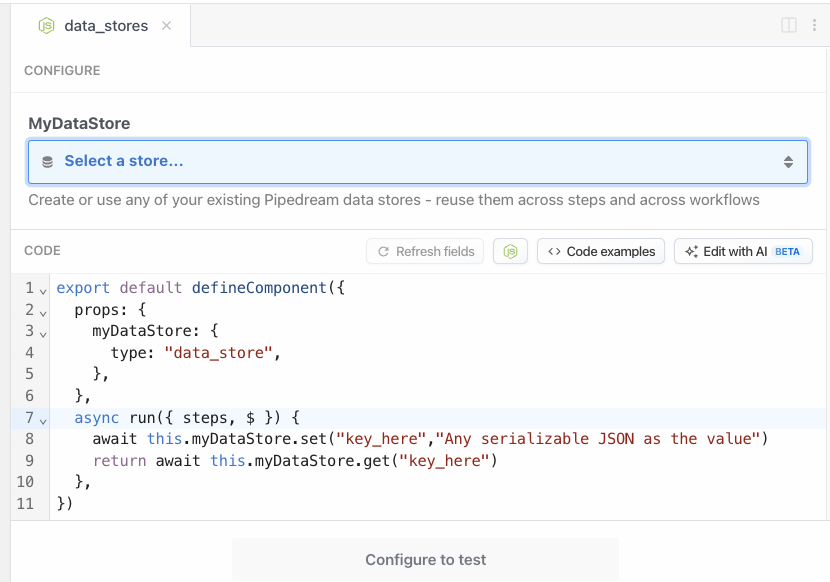 data_stores
CONFIGURE
MyDataStore
Select a store...
Create or use any of your existing Pipedream data stores - reuse them across steps and across workflows
CODE Refresh fields JS <> Code examples Edit with AI BETA
1 export default defineComponent({
2   props: {
3     myDataStore: {
4       type: "data_store",
5     },
6   },
7   async run({ steps, $ }) {
8     await this.myDataStore.set("key_here","Any serializable JSON as the value")
9     return await this.myDataStore.get("key_here")
10   },
11 })
Configure to test